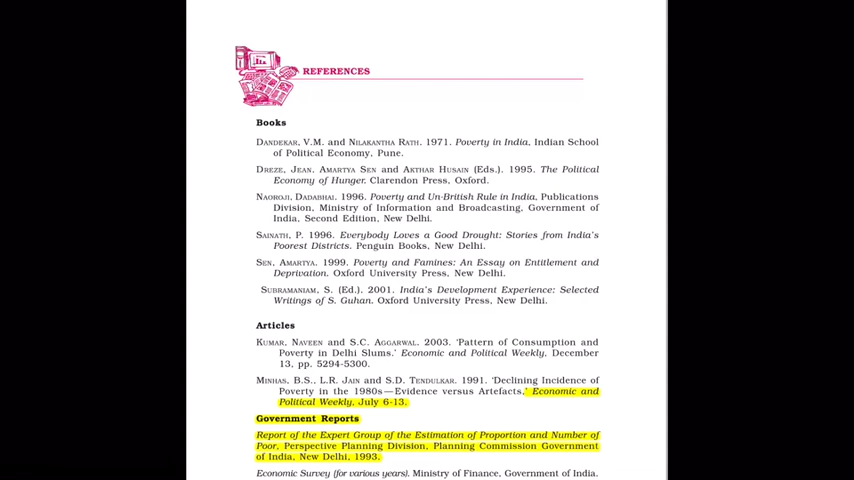 REFERENCES
Books
DANDEKAR, V.M. and NILAKANTHA RATH. 1971. Poverty in India, Indian School
of Political Economy, Pune.
DREZE, JEAN, AMARTYA SEN and AKTHAR HUSAIN (Eds.). 1995. The Political
Economy of Hunger. Clarendon Press, Oxford.
NAOROJI, DADABHAI. 1996. Poverty and Un-British Rule in India, Publications
Division, Ministry of Information and Broadcasting, Government of
India, Second Edition, New Delhi.
SAINATH, P. 1996. Everybody Loves a Good Drought: Stories from India's
Poorest Districts. Penguin Books, New Delhi.
SEN, AMARTYA. 1999. Poverty and Famines: An Essay on Entitlement and
Deprivation. Oxford University Press, New Delhi.
SUBRAMANIAM, S. (Ed.). 2001. India's Development Experience: Selected
Writings of S. Guhan. Oxford University Press, New Delhi.
Articles
KUMAR, NAVEEN and S.C. AGGARWAL. 2003. 'Pattern of Consumption and
Poverty in Delhi Slums.' Economic and Political Weekly, December
13, pp. 5294-5300.
MINHAS, B.S., L.R. JAIN and S.D. TENDULKAR. 1991. 'Declining Incidence of
Poverty in the 1980s—Evidence versus Artefacts,' Economic and
Political Weekly, July 6-13.
Government Reports
Report of the Expert Group of the Estimation of Proportion and Number of
Poor, Perspective Planning Division, Planning Commission Government
of India, New Delhi, 1993.
Economic Survey (for various years). Ministry of Finance, Government of India.